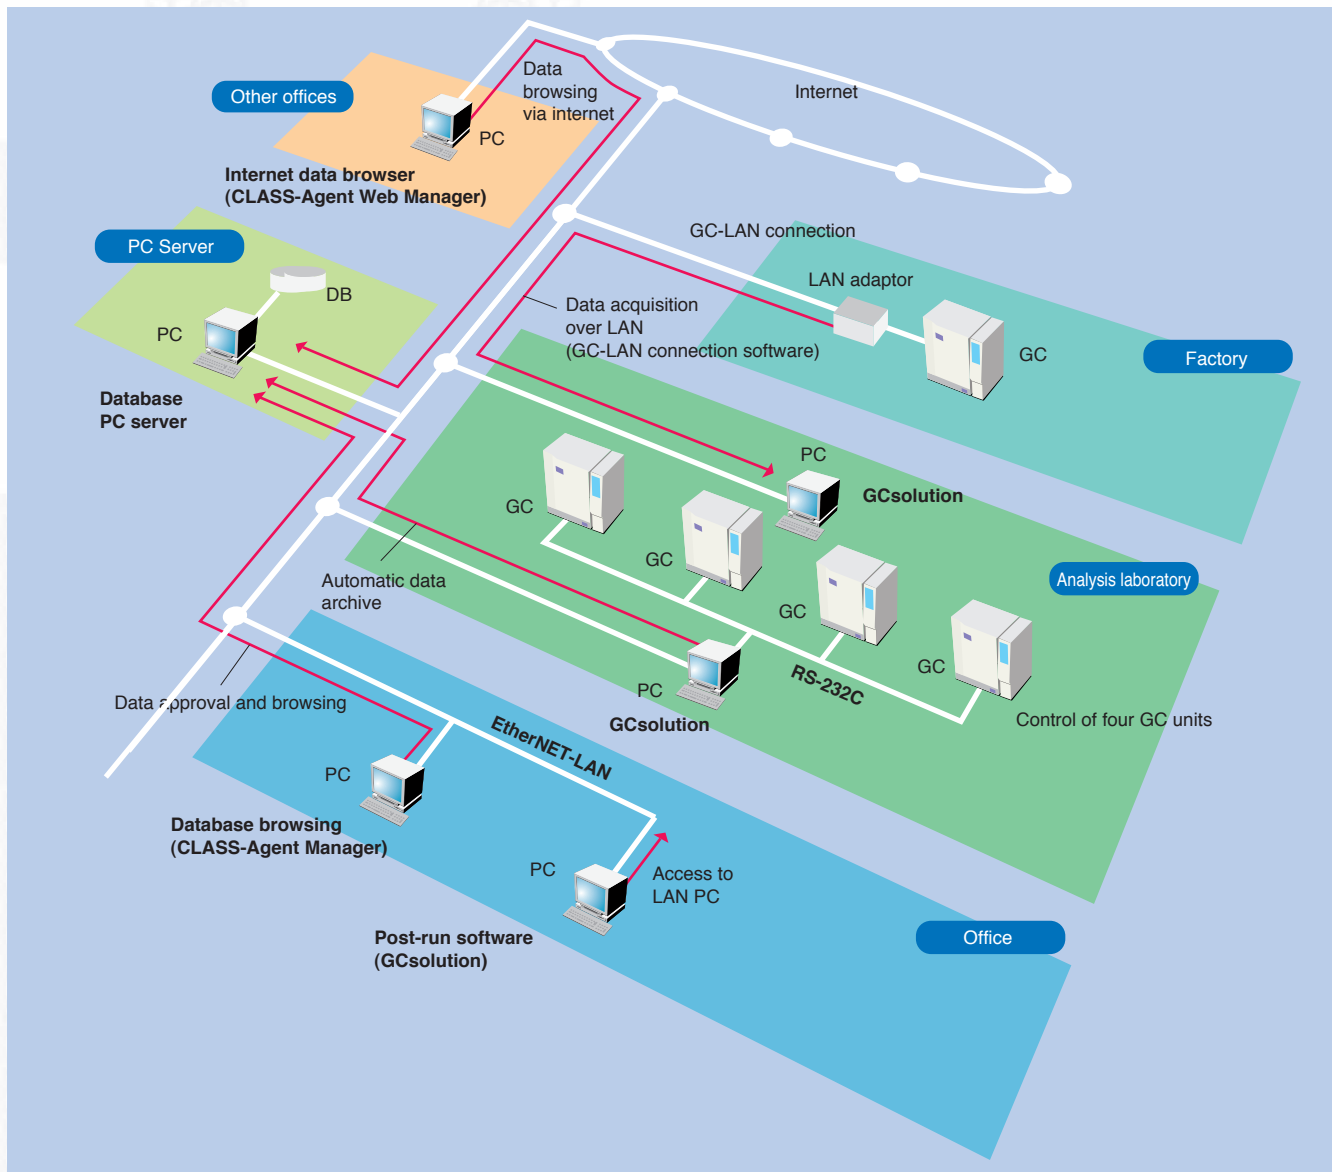 Other offices
Data
browsing
via internet
Internet
PC
Internet data browser
(CLASS-Agent Web Manager)
PC Server
DB
PC
Database
PC server
GC-LAN connection
LAN adaptor
GC
Factory
Data acquisition
over LAN
(GC-LAN connection software)
PC
GCsolution
GC
GC
GC
GC
Analysis laboratory
Automatic data
archive
RS-232C
PC
GCsolution
Control of four GC units
Data approval and browsing
EtherNET-LAN
PC
Database browsing
(CLASS-Agent Manager)
PC
Access to
LAN PC
Post-run software
(GCsolution)
Office